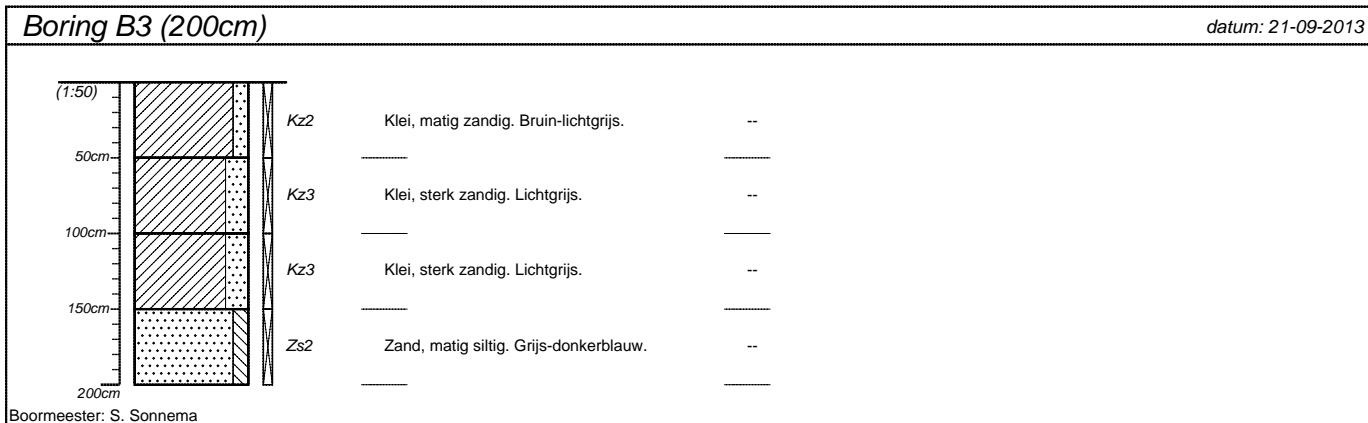 Boring B3 (200cm) datum: 21-09-2013
(1:50)
Kz2 Klei, matig zandig. Bruin-lichtgrijs. --
50cm
Kz3 Klei, sterk zandig. Lichtgrijs. --
100cm
Kz3 Klei, sterk zandig. Lichtgrijs. --
150cm
Zs2 Zand, matig siltig. Grijs-donkerblauw. --
200cm
Boormeester: S. Sonnema